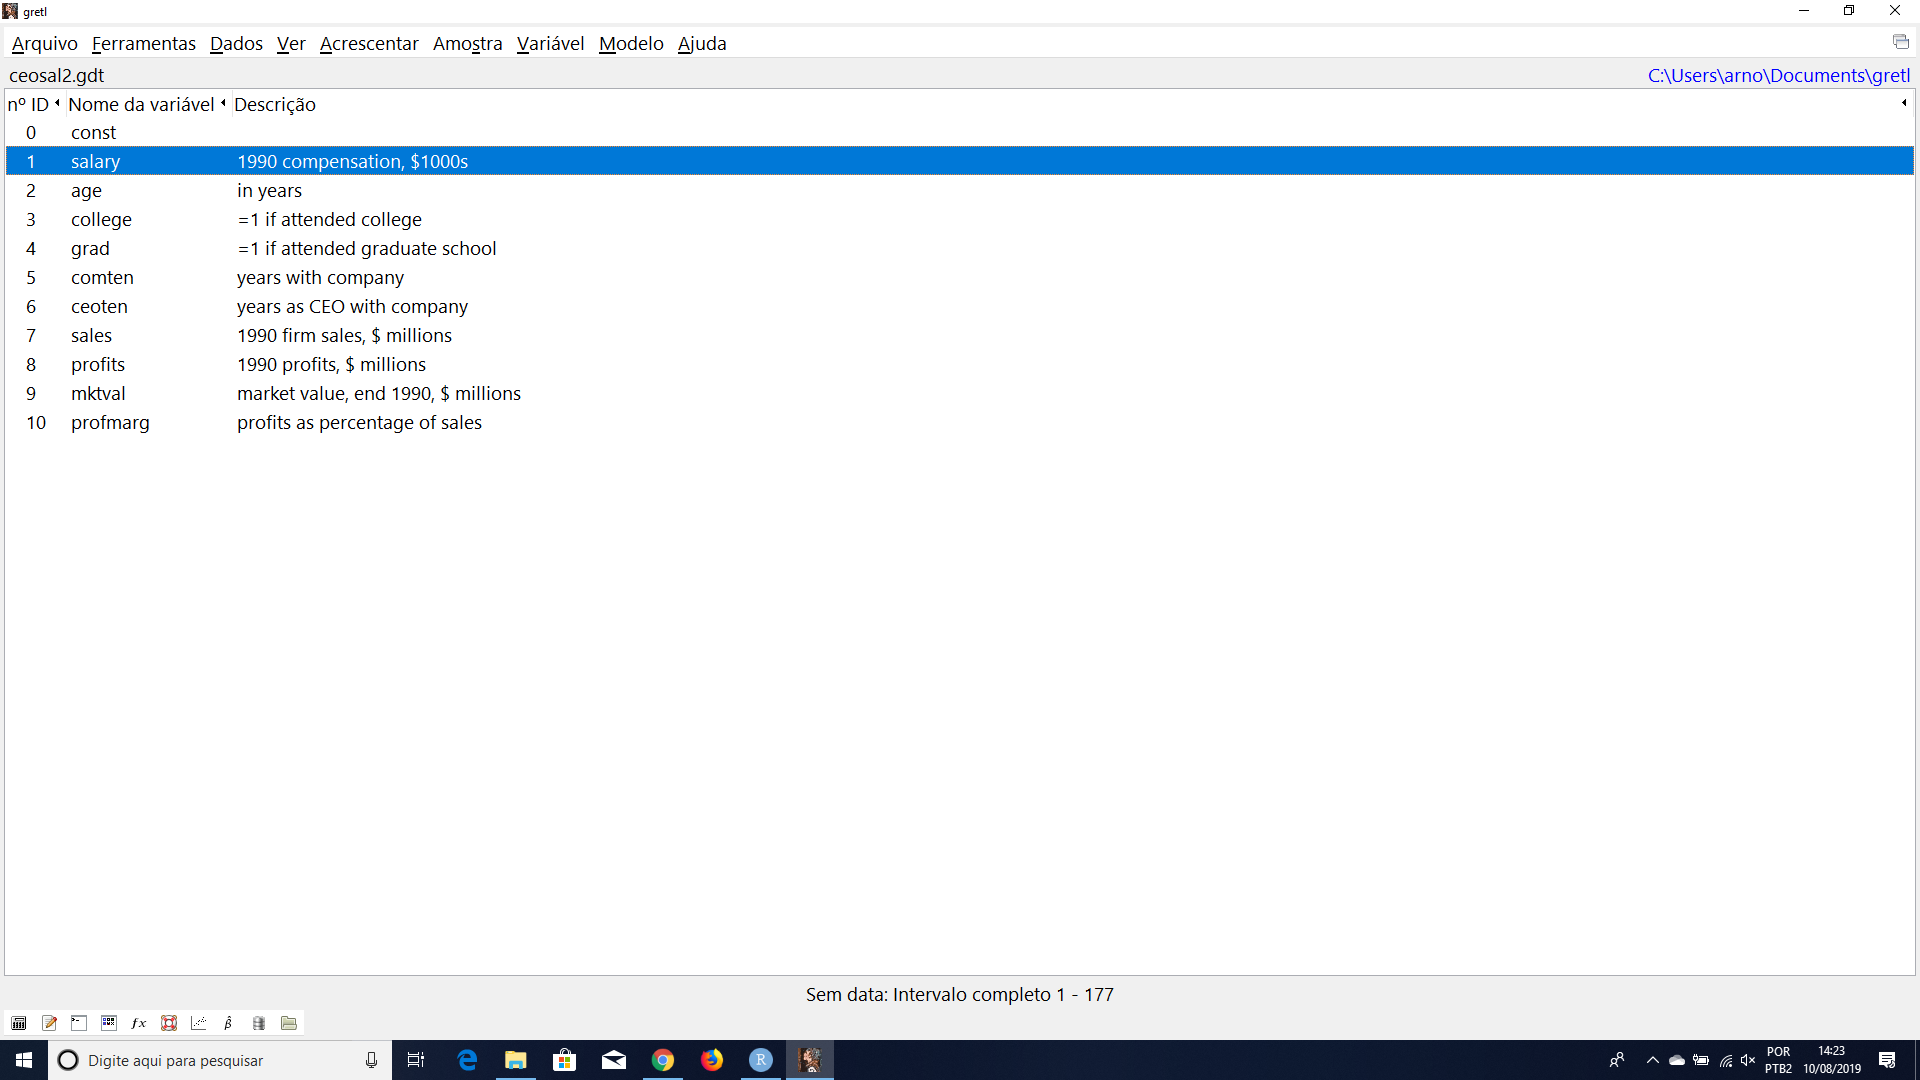 gretl
Arquivo Ferramentas Dados Ver Acrescentar Amostra Variável Modelo Ajuda
ceosal2.gdt C:\Users\arno\Documents\gretl
nº ID Nome da variável Descrição
0 const
1 salary 1990 compensation, $1000s
2 age in years
3 college =1 if attended college
4 grad =1 if attended graduate school
5 comten years with company
6 ceoten years as CEO with company
7 sales 1990 firm sales, $ millions
8 profits 1990 profits, $ millions
9 mktval market value, end 1990, $ millions
10 profmarg profits as percentage of sales
Sem data: Intervalo completo 1 - 177
fx β̂
Digite aqui para pesquisar
R
POR
PTB2
14:23
10/08/2019